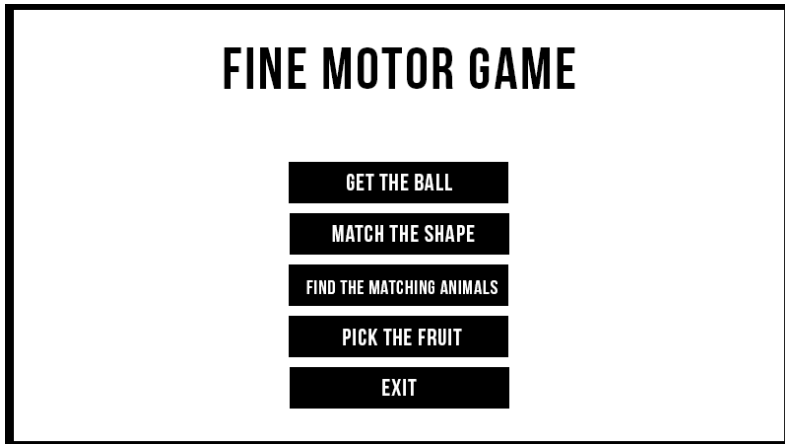 FINE MOTOR GAME
GET THE BALL
MATCH THE SHAPE
FIND THE MATCHING ANIMALS
PICK THE FRUIT
EXIT